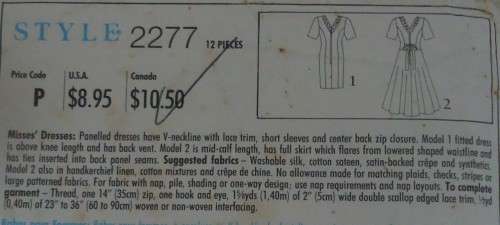 STYLE 2277 12 PIECES
Price Code U.S.A. Canada
P $8.95 $10.50
1
2
Misses' Dresses: Panelled dresses have V-neckline with lace trim, short sleeves and center back zip closure. Model 1 fitted dress
is above knee length and has back vent. Model 2 is mid-calf length, has full skirt which flares from lowered shaped waistline and
has ties inserted into back panel seams. Suggested fabrics – Washable silk, cotton sateen, satin-backed crêpe and synthetics
Model 2 also in handkerchief linen, cotton mixtures and crêpe de chine. No allowance made for matching plaids, checks, stripes or
large patterned fabrics. For fabric with nap, pile, shading or one-way design; use nap requirements and nap layouts. To complete
garment – Thread, one 14" (35cm) zip, one hook and eye, 1½yds (1,40m) of 2" (5cm) wide double scallop edged lace trim, ½yd
(0,40m) of 23" to 36" (60 to 90cm) woven or non-woven interfacing.